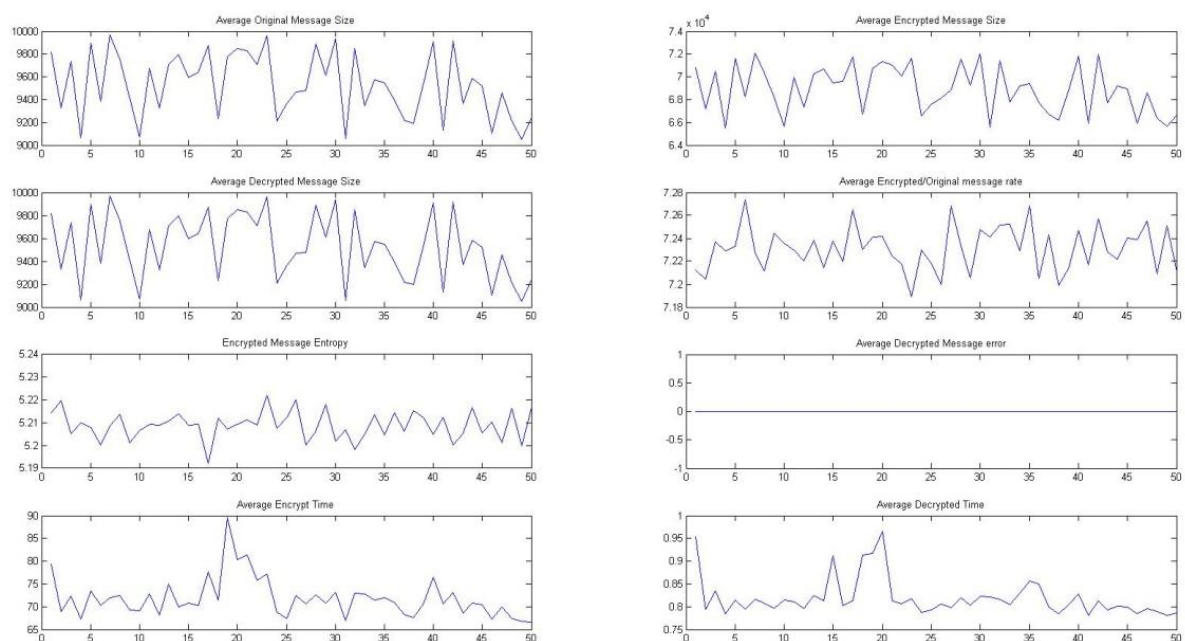 Average Original Message Size
10000
9800
9600
9400
9200
9000
0 5 10 15 20 25 30 35 40 45 50
Average Encrypted Message Size
x 10^4
7.4
7.2
7
6.8
6.6
6.4
0 5 10 15 20 25 30 35 40 45 50
Average Decrypted Message Size
10000
9800
9600
9400
9200
9000
0 5 10 15 20 25 30 35 40 45 50
Average Encrypted/Original message rate
7.28
7.26
7.24
7.22
7.2
7.18
0 5 10 15 20 25 30 35 40 45 50
Encrypted Message Entropy
5.24
5.23
5.22
5.21
5.2
5.19
0 5 10 15 20 25 30 35 40 45 50
Average Decrypted Message error
1
0.5
0
-0.5
-1
0 5 10 15 20 25 30 35 40 45 50
Average Encrypt Time
90
85
80
75
70
65
0 5 10 15 20 25 30 35 40 45 50
Average Decrypted Time
1
0.95
0.9
0.85
0.8
0.75
0 5 10 15 20 25 30 35 40 45 50